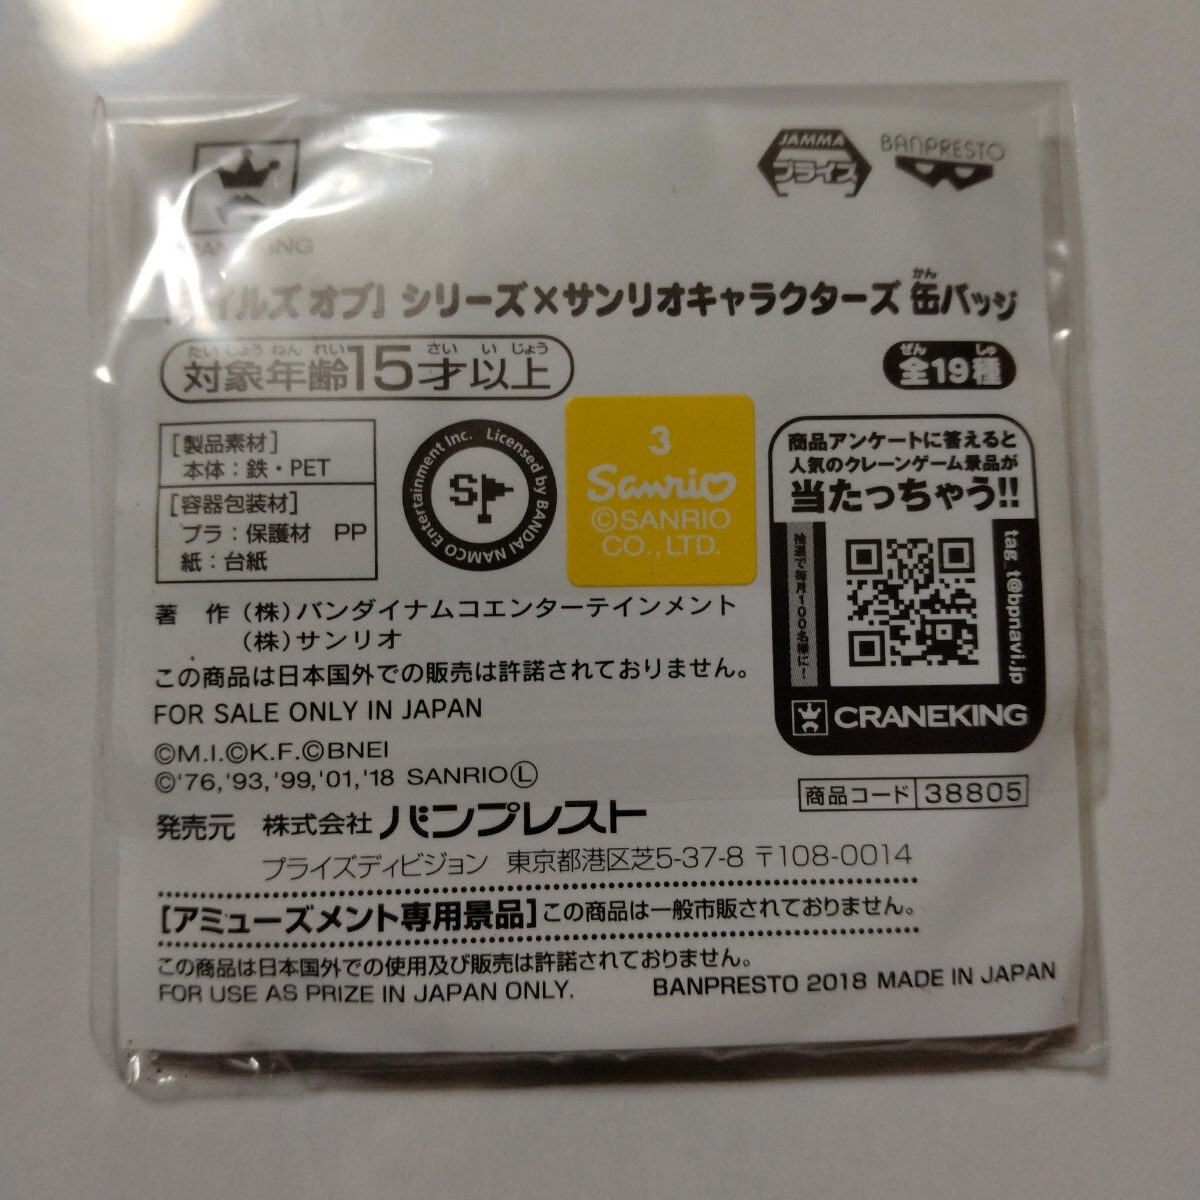 JAMMA
プライズ
BANPRESTO
CRANEKING
『テイルズ オブ』シリーズ×サンリオキャラクターズ 缶バッジ
かん
たいしょうねんれい さいいじょう
対象年齢15才以上
ぜん しゅ
全19種
[製品素材]
本体：鉄・PET
[容器包装材]
プラ：保護材 PP
紙：台紙
Licensed by BANDAI NAMCO Entertainment Inc.
S
3
Sanrio
©SANRIO
CO.,LTD.
商品アンケートに答えると
人気のクレーンゲーム景品が
当たっちゃう!!
抽選で毎月100名様に!
tag_t@bpnavi.jp
CRANEKING
著 作 (株)バンダイナムコエンターテインメント
(株)サンリオ
この商品は日本国外での販売は許諾されておりません。
FOR SALE ONLY IN JAPAN
©M.I.©K.F.©BNEI
©'76,'93,'99,'01,'18 SANRIO Ⓛ
商品コード 38805
発売元 株式会社 バンプレスト
プライズディビジョン 東京都港区芝5-37-8 〒108-0014
[アミューズメント専用景品]この商品は一般市販されておりません。
この商品は日本国外での使用及び販売は許諾されておりません。
FOR USE AS PRIZE IN JAPAN ONLY. BANPRESTO 2018 MADE IN JAPAN